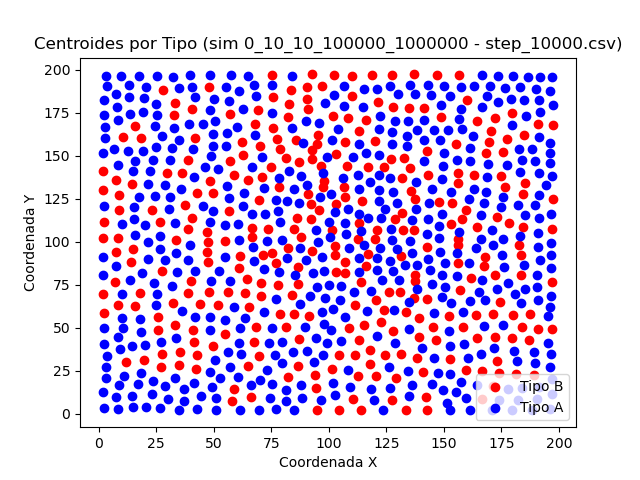 Centroides por Tipo (sim 0_10_10_100000_1000000 - step_10000.csv)
200
175
150
125
100
75
50
25
0
Coordenada Y
0 25 50 75 100 125 150 175 200
Coordenada X
Tipo B
Tipo A